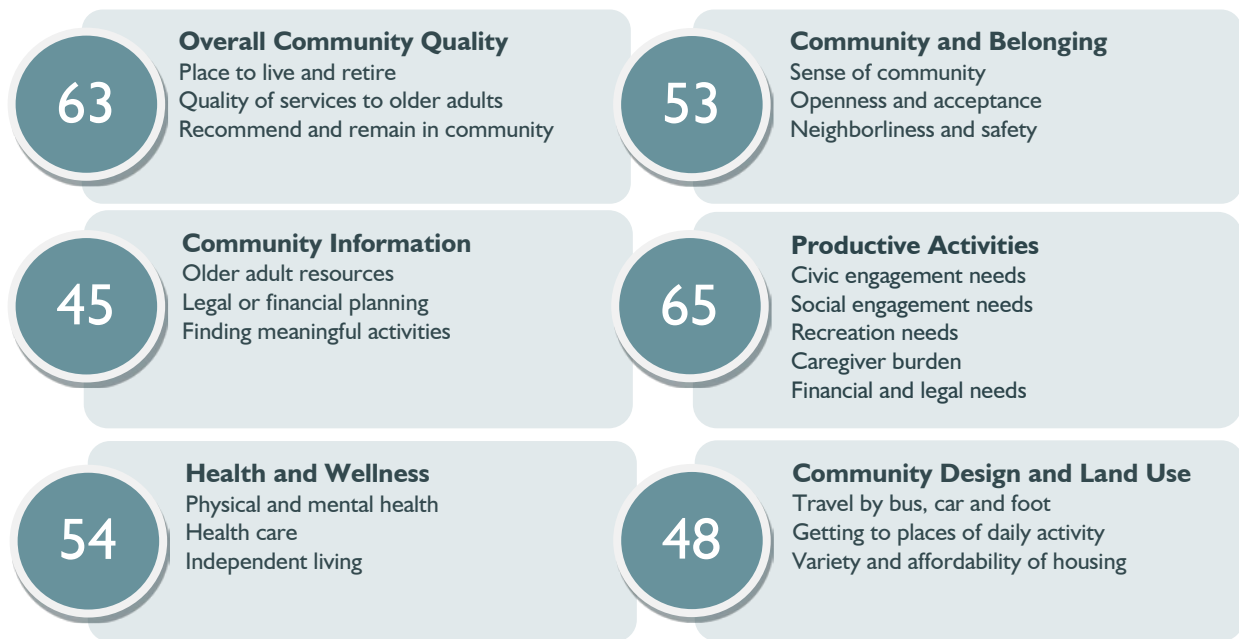 63
Overall Community Quality
Place to live and retire
Quality of services to older adults
Recommend and remain in community
53
Community and Belonging
Sense of community
Openness and acceptance
Neighborliness and safety
45
Community Information
Older adult resources
Legal or financial planning
Finding meaningful activities
65
Productive Activities
Civic engagement needs
Social engagement needs
Recreation needs
Caregiver burden
Financial and legal needs
54
Health and Wellness
Physical and mental health
Health care
Independent living
48
Community Design and Land Use
Travel by bus, car and foot
Getting to places of daily activity
Variety and affordability of housing